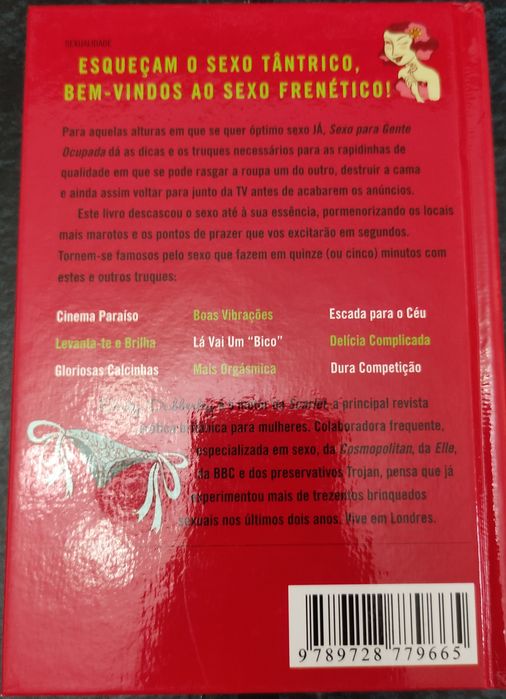 SEXUALIDADE
ESQUEÇAM O SEXO TÂNTRICO,
BEM-VINDOS AO SEXO FRENÉTICO!
Para aquelas alturas em que se quer óptimo sexo JÁ, Sexo para Gente
Ocupada dá as dicas e os truques necessários para as rapidinhas de
qualidade em que se pode rasgar a roupa um do outro, destruir a cama
e ainda assim voltar para junto da TV antes de acabarem os anúncios.
Este livro descascou o sexo até à sua essência, pormenorizando os locais
mais marotos e os pontos de prazer que vos excitarão em segundos.
Tornem-se famosos pelo sexo que fazem em quinze (ou cinco) minutos com
estes e outros truques:
Cinema Paraíso Boas Vibrações Escada para o Céu
Levanta-te e Brilha Lá Vai Um "Bico" Delícia Complicada
Gloriosas Calcinhas Mais Orgásmica Dura Competição
Scarlet, a principal revista
para mulheres. Colaboradora frequente,
especializada em sexo, da Cosmopolitan, da Elle,
da BBC e dos preservativos Trojan, pensa que já
experimentou mais de trezentos brinquedos
sexuais nos últimos dois anos. Vive em Londres.
9 789728 779665